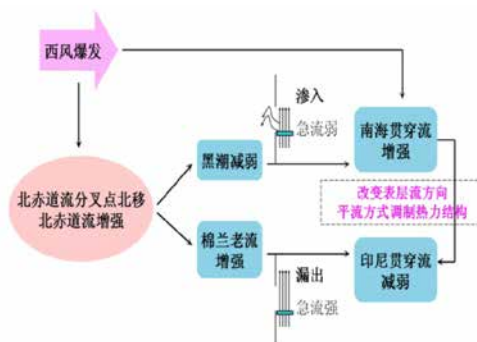 西风爆发
渗入
急流弱
南海贯穿流
增强
黑潮减弱
北赤道流分叉点北移
北赤道流增强
改变表层流方向
平流方式调制热力结构
棉兰老流
增强
漏出
急流强
印尼贯穿流
减弱